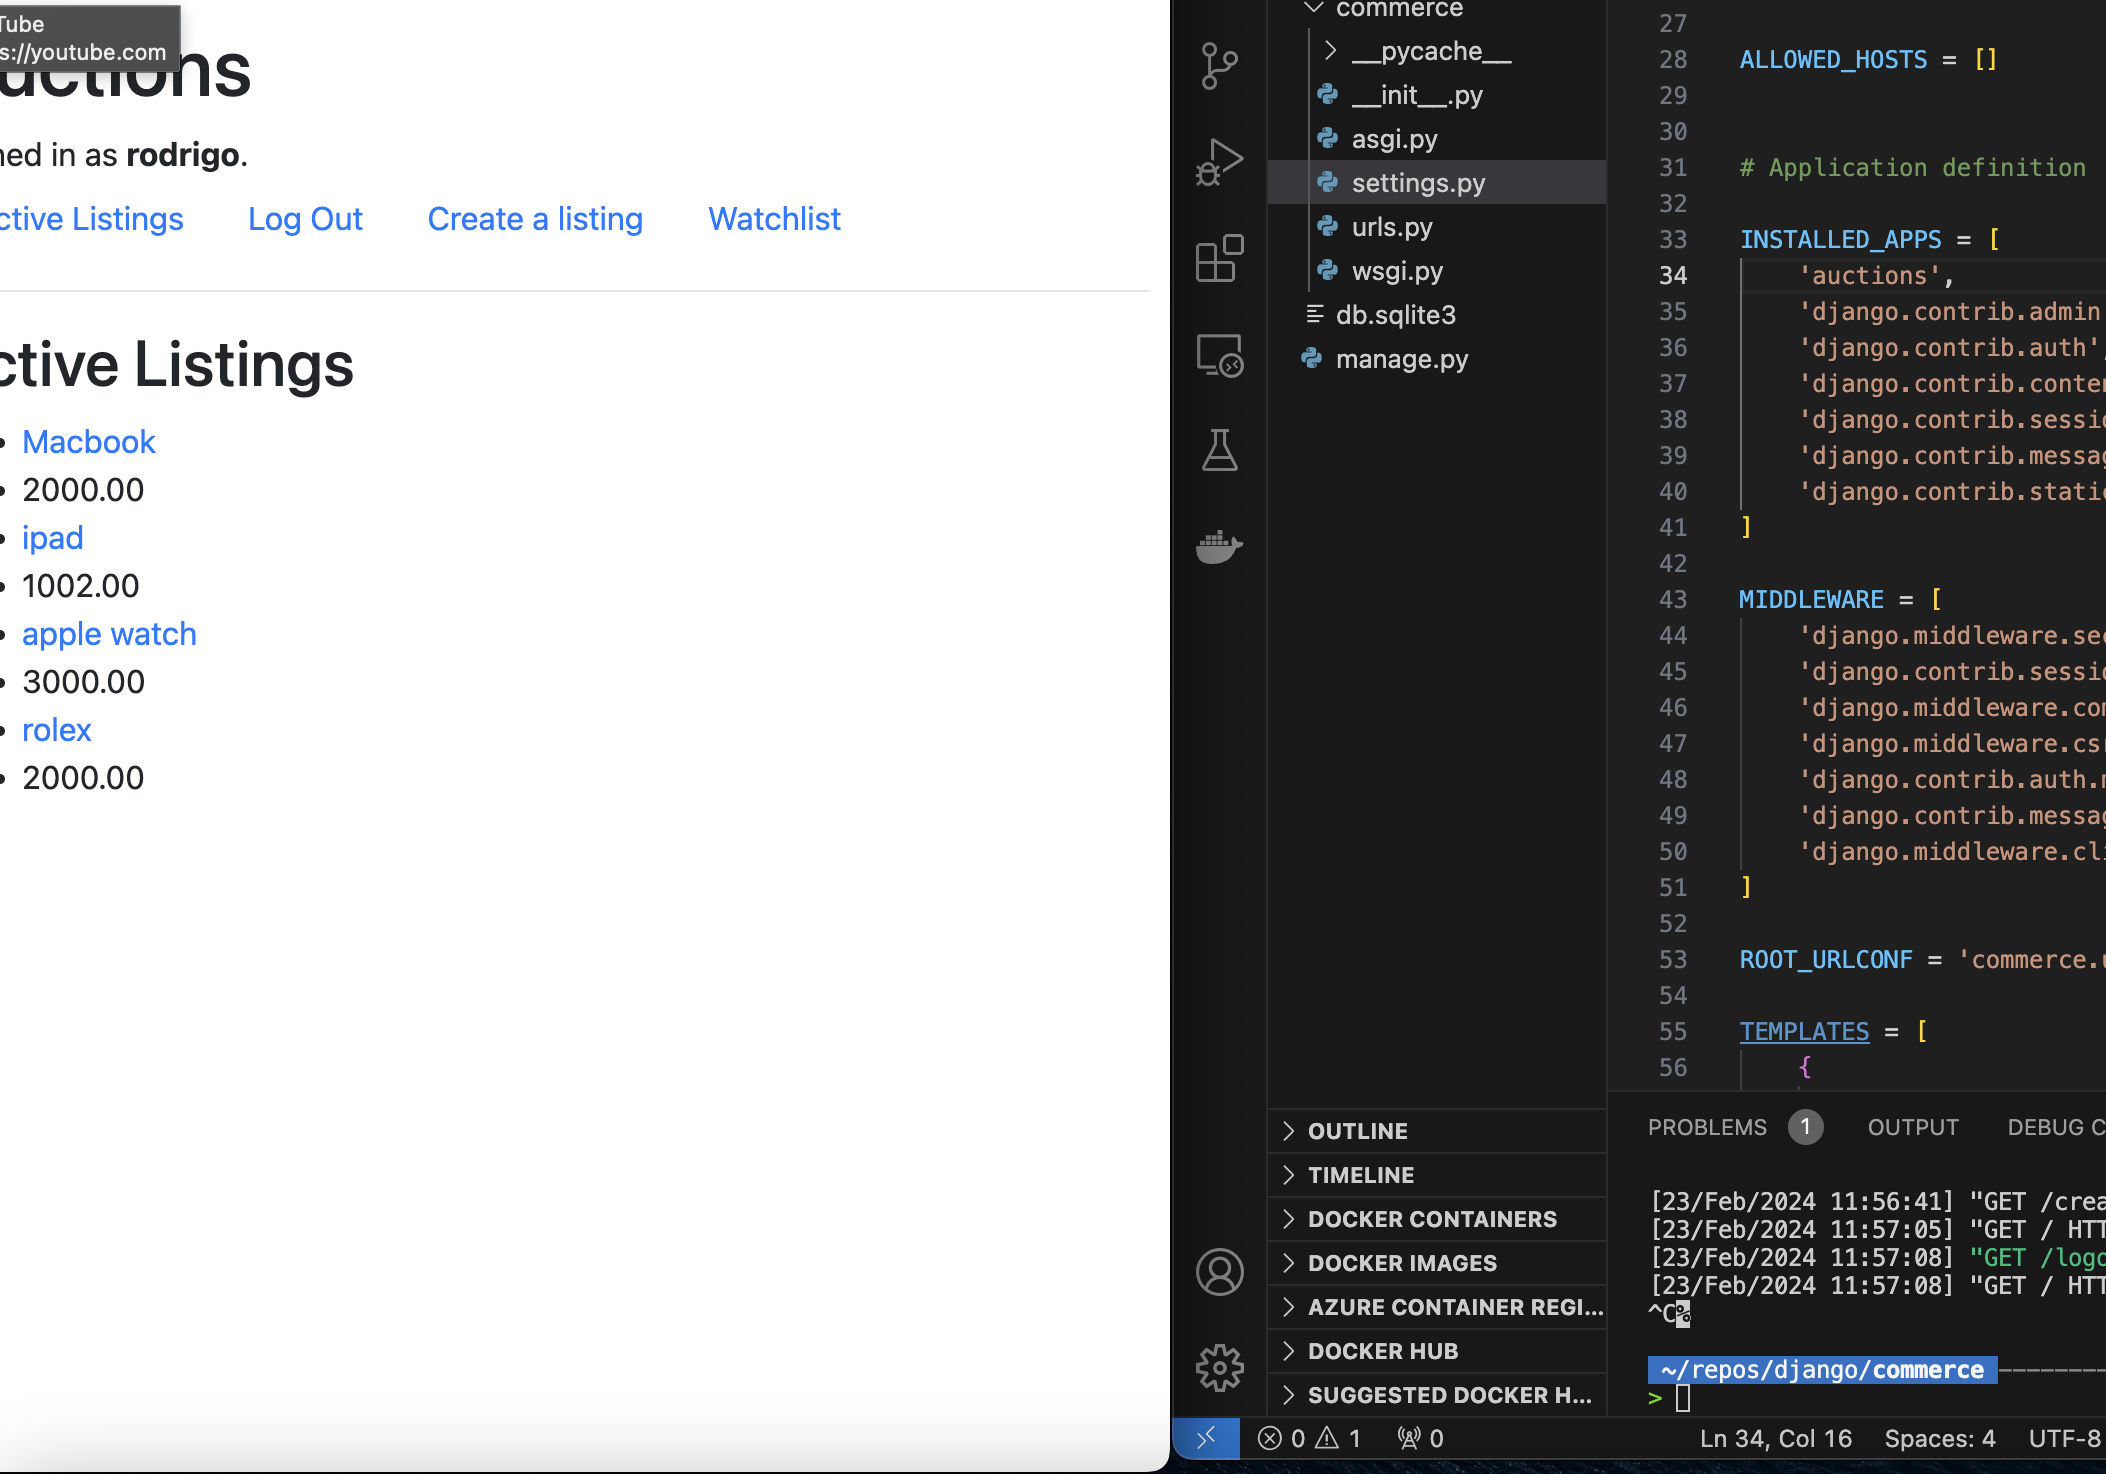 Tube
s://youtube.com
uctions
ned in as rodrigo.
ctive Listings Log Out Create a listing Watchlist
ctive Listings
Macbook
2000.00
ipad
1002.00
apple watch
3000.00
rolex
2000.00
commerce
__pycache__
__init__.py
asgi.py
settings.py
urls.py
wsgi.py
db.sqlite3
manage.py
OUTLINE
TIMELINE
DOCKER CONTAINERS
DOCKER IMAGES
AZURE CONTAINER REGI...
DOCKER HUB
SUGGESTED DOCKER H...
27
28 ALLOWED_HOSTS = []
29
30
31 # Application definition
32
33 INSTALLED_APPS = [
34 'auctions',
35 'django.contrib.admin
36 'django.contrib.auth',
37 'django.contrib.conten
38 'django.contrib.sessio
39 'django.contrib.messag
40 'django.contrib.static
41 ]
42
43 MIDDLEWARE = [
44 'django.middleware.sec
45 'django.contrib.sessio
46 'django.middleware.com
47 'django.middleware.csr
48 'django.contrib.auth.m
49 'django.contrib.messag
50 'django.middleware.cli
51 ]
52
53 ROOT_URLCONF = 'commerce.u
54
55 TEMPLATES = [
56 {
PROBLEMS 1 OUTPUT DEBUG C
[23/Feb/2024 11:56:41] "GET /crea
[23/Feb/2024 11:57:05] "GET / HTT
[23/Feb/2024 11:57:08] "GET /logo
[23/Feb/2024 11:57:08] "GET / HTT
^C%
~/repos/django/commerce
>
0 1 0 Ln 34, Col 16 Spaces: 4 UTF-8